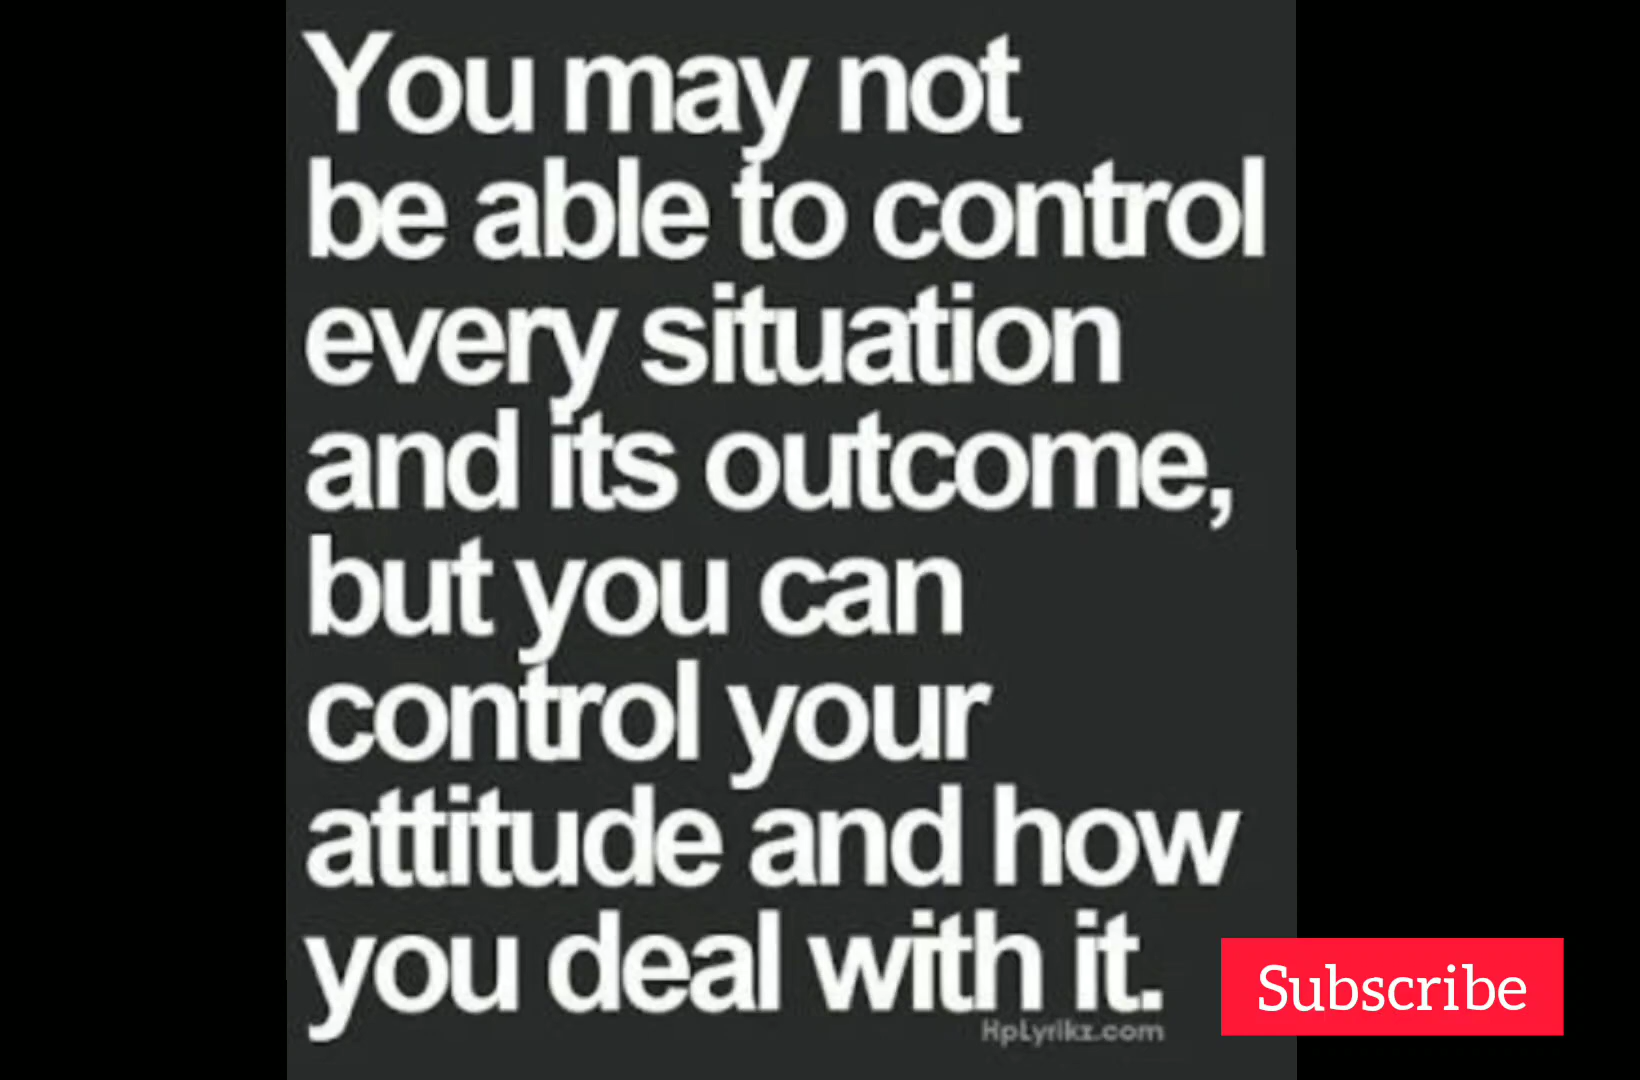 You may not
be able to control
every situation
and its outcome,
but you can
control your
attitude and how
you deal with it.
HpLyrikz.com
Subscribe